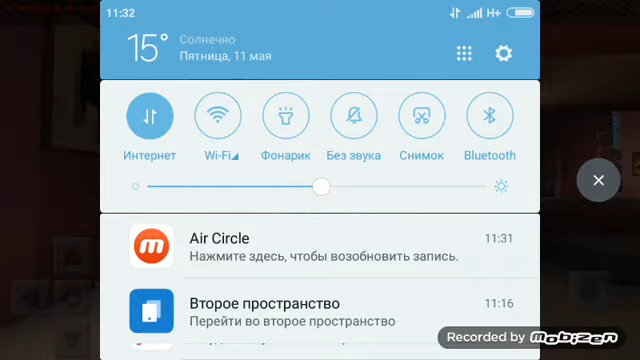 11:32
H+
15°
Солнечно
Пятница, 11 мая
Интернет
Wi-Fi
Фонарик
Без звука
Снимок
Bluetooth
Air Circle
11:31
Нажмите здесь, чтобы возобновить запись.
Второе пространство
11:16
Перейти во второе пространство
Recorded by mobizen